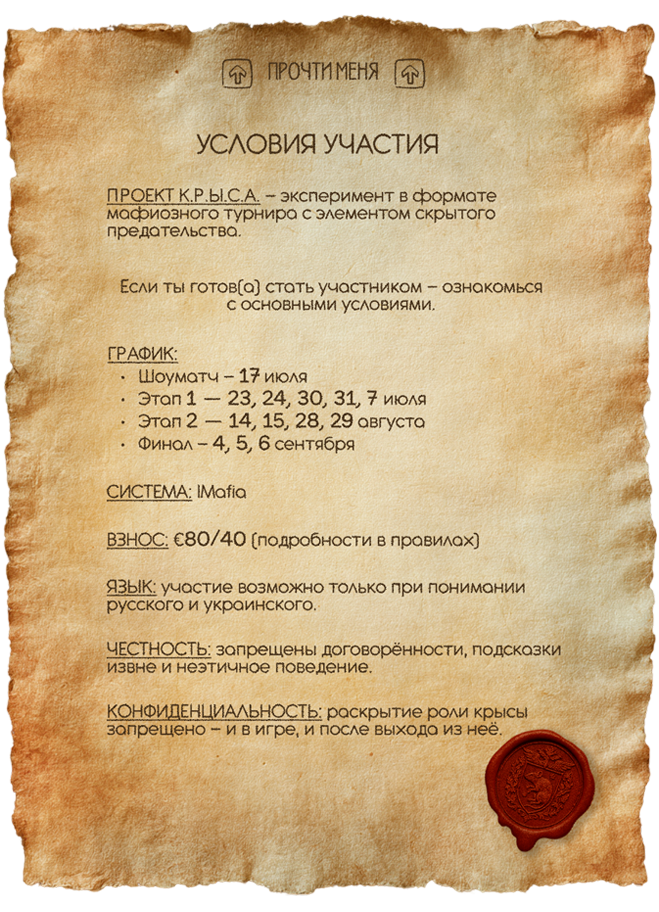 ПРОЧТИ МЕНЯ
УСЛОВИЯ УЧАСТИЯ
ПРОЕКТ К.Р.Ы.С.А. – эксперимент в формате
мафиозного турнира с элементом скрытого
предательства.
Если ты готов(а) стать участником – ознакомься
с основными условиями.
ГРАФИК:
• Шоуматч – 17 июля
• Этап 1 — 23, 24, 30, 31, 7 июля
• Этап 2 — 14, 15, 28, 29 августа
• Финал – 4, 5, 6 сентября
СИСТЕМА: IMafia
ВЗНОС: €80/40 (подробности в правилах)
ЯЗЫК: участие возможно только при понимании
русского и украинского.
ЧЕСТНОСТЬ: запрещены договорённости, подсказки
извне и неэтичное поведение.
КОНФИДЕНЦИАЛЬНОСТЬ: раскрытие роли крысы
запрещено – и в игре, и после выхода из неё.